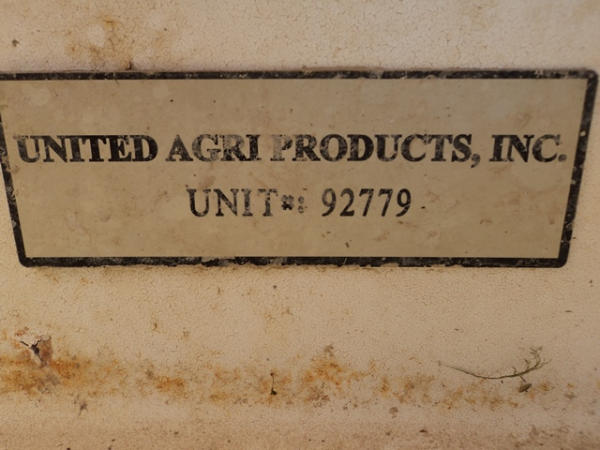 UNITED AGRI PRODUCTS, INC.
UNIT#: 92779